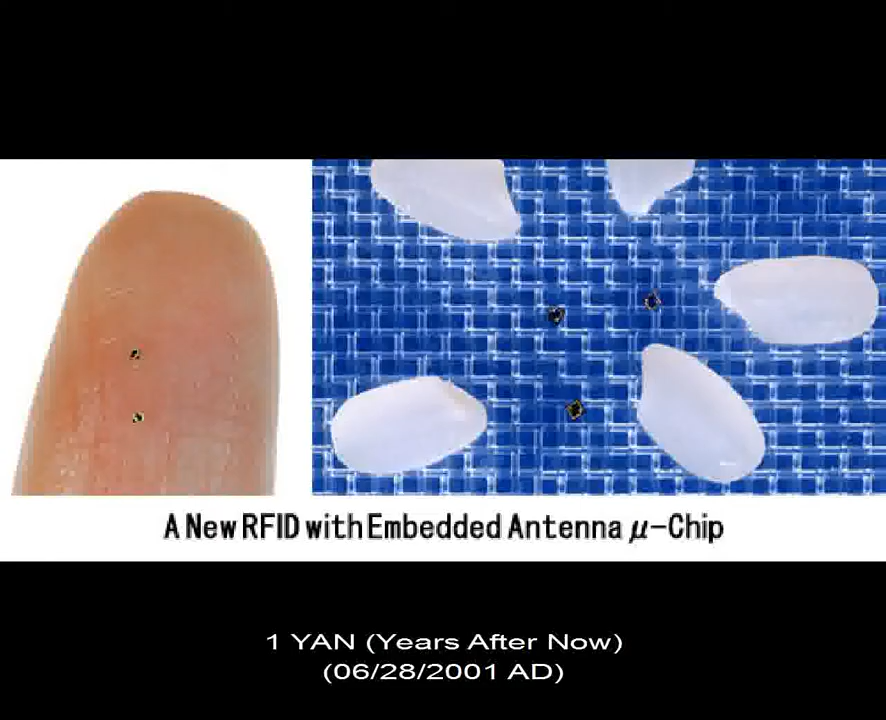 A New RFID with Embedded Antenna μ-Chip
1 YAN (Years After Now)
(06/28/2001 AD)